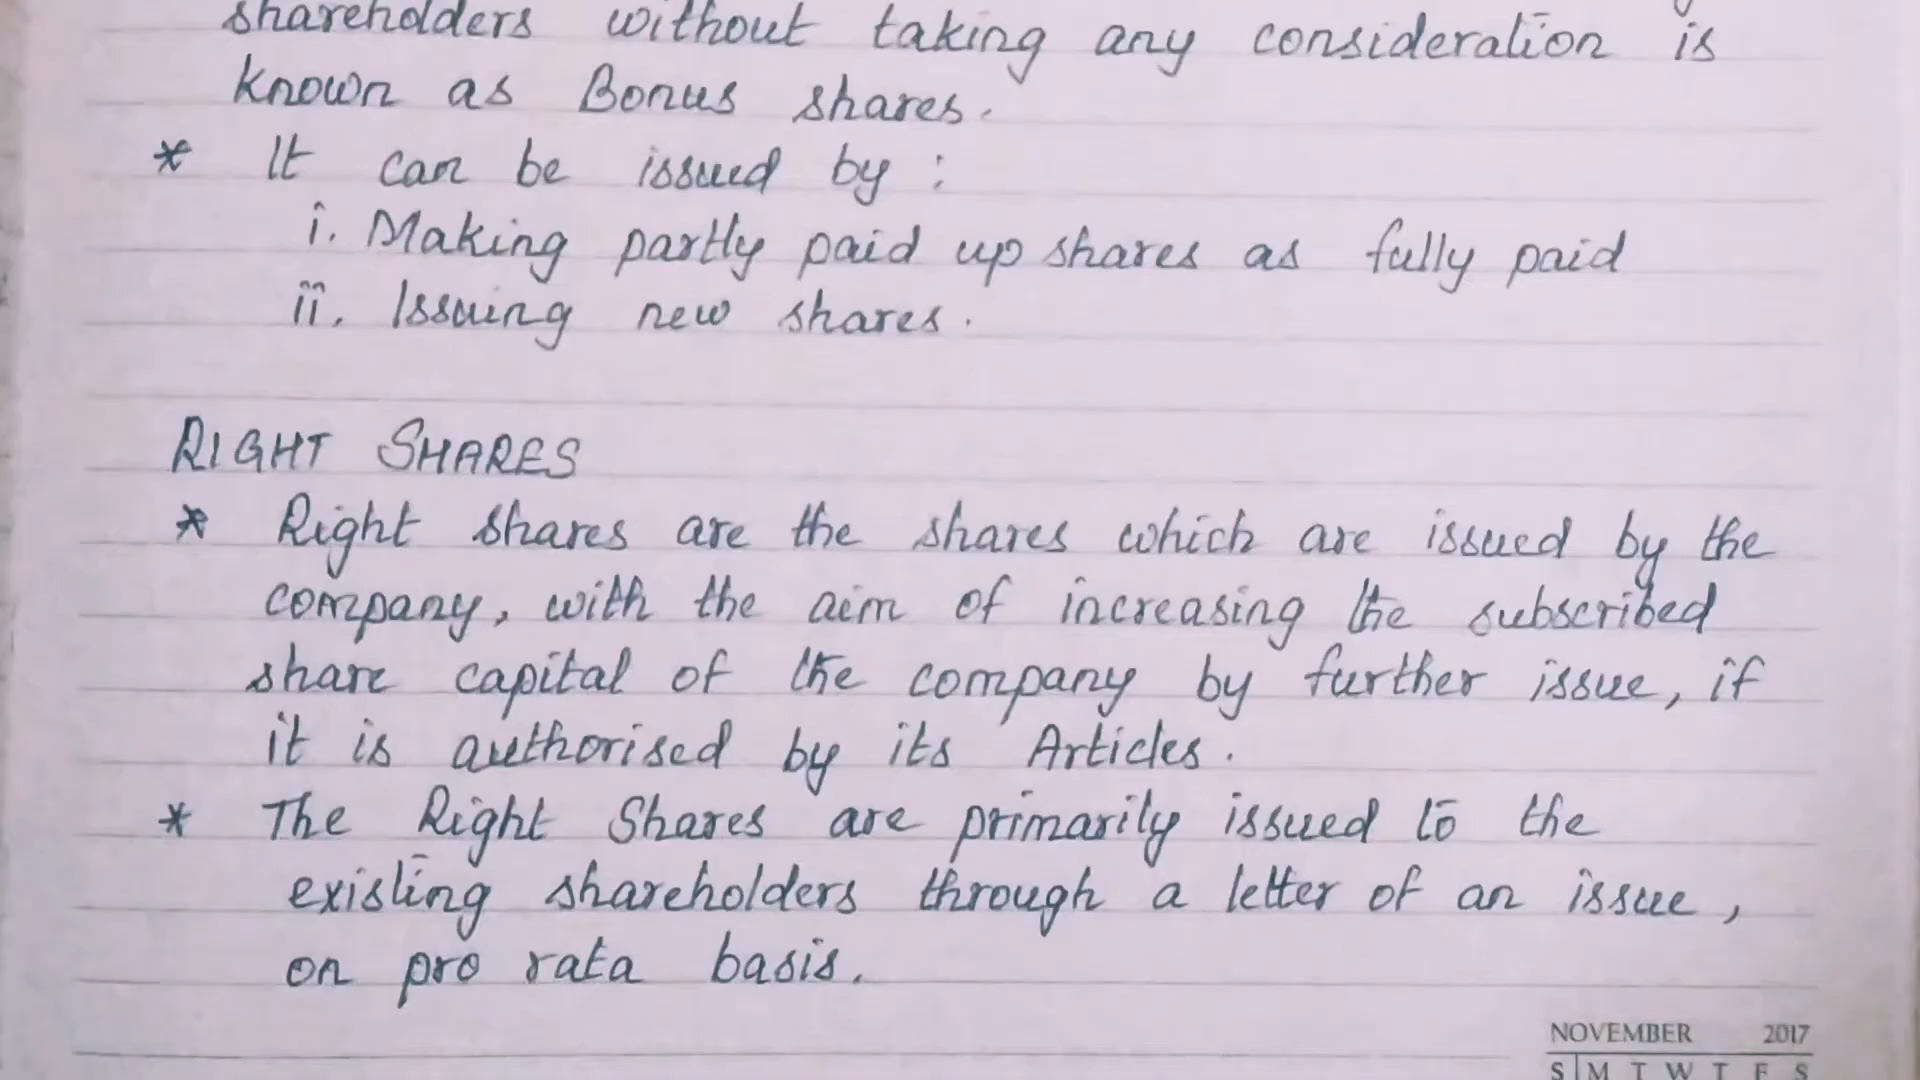 shareholders without taking any consideration is
known as Bonus shares.
* It can be issued by :
i. Making partly paid up shares as fully paid
ii. Issuing new shares.
RIGHT SHARES
* Right shares are the shares which are issued by the
company, with the aim of increasing the subscribed
share capital of the company by further issue, if
it is authorised by its Articles.
* The Right Shares are primarily issued to the
existing shareholders through a letter of an issue,
on pro rata basis.
NOVEMBER 2017
S M T W T F S